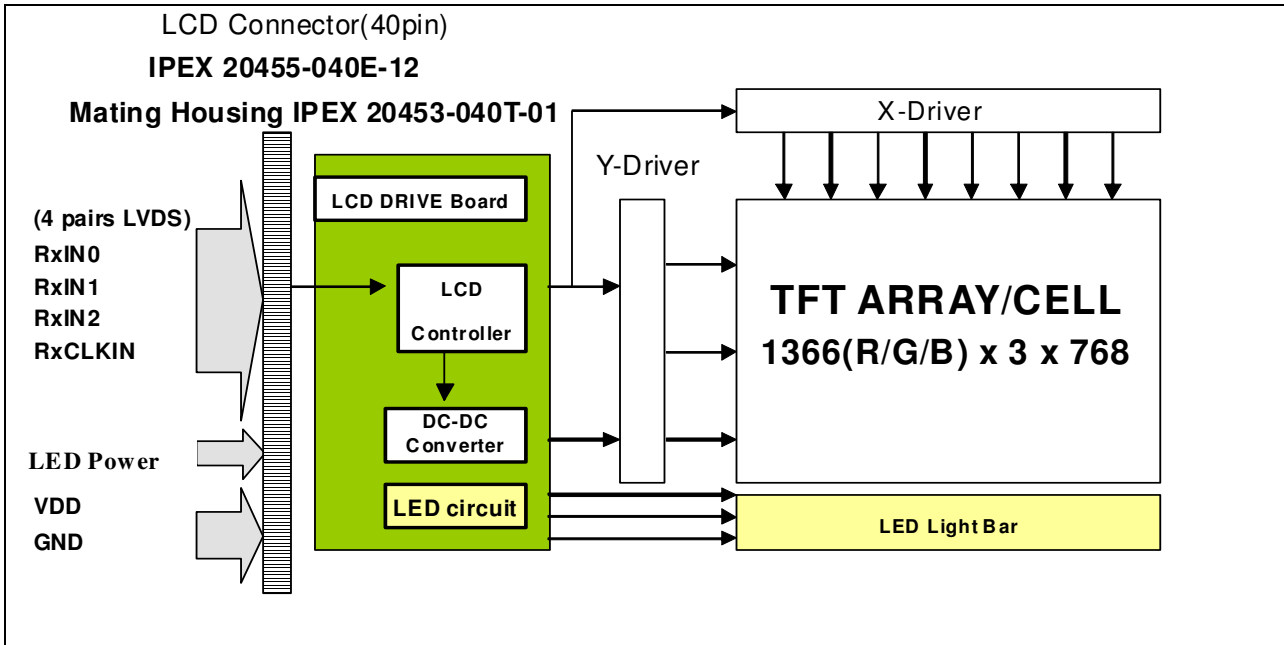 LCD Connector(40pin)
IPEX 20455-040E-12
Mating Housing IPEX 20453-040T-01
X-Driver
Y-Driver
LCD DRIVE Board
(4 pairs LVDS)
RxIN0
RxIN1
RxIN2
RxCLKIN
LCD
Controller
TFT ARRAY/CELL
1366(R/G/B) x 3 x 768
DC-DC
Converter
LED Power
VDD
GND
LED circuit
LED Light Bar